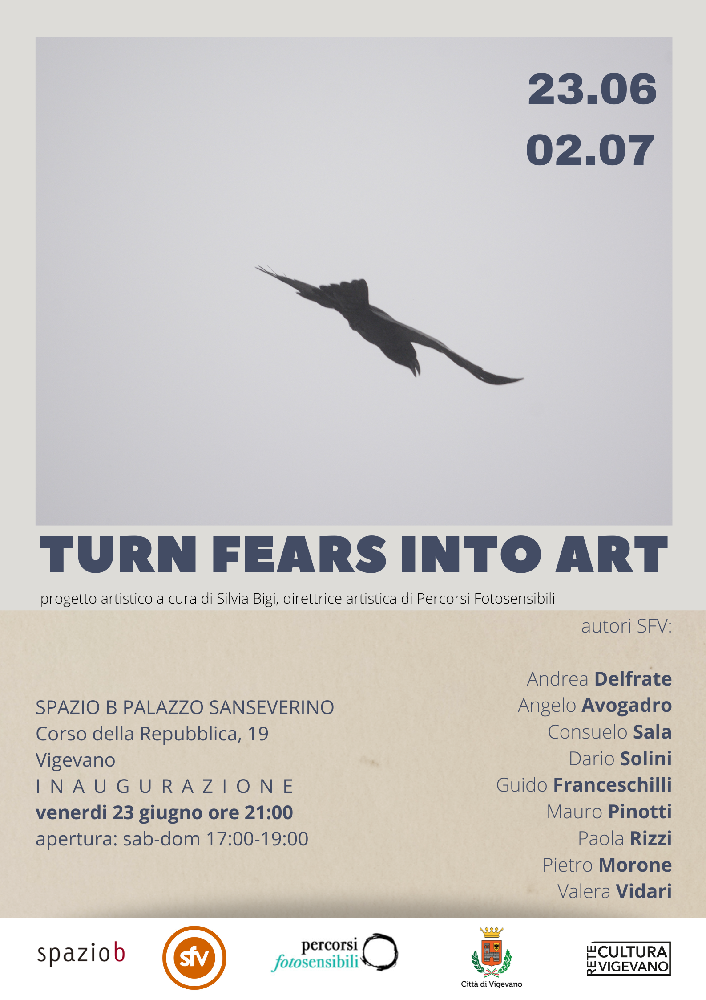 23.06
02.07
TURN FEARS INTO ART
progetto artistico a cura di Silvia Bigi, direttrice artistica di Percorsi Fotosensibili
autori SFV:
Andrea Delfrate
Angelo Avogadro
Consuelo Sala
Dario Solini
Guido Franceschilli
Mauro Pinotti
Paola Rizzi
Pietro Morone
Valera Vidari
SPAZIO B PALAZZO SANSEVERINO
Corso della Repubblica, 19
Vigevano
INAUGURAZIONE
venerdi 23 giugno ore 21:00
apertura: sab-dom 17:00-19:00
spaziob
sfv
percorsi
fotosensibili
Città di Vigevano
RETE
CULTURA
VIGEVANO